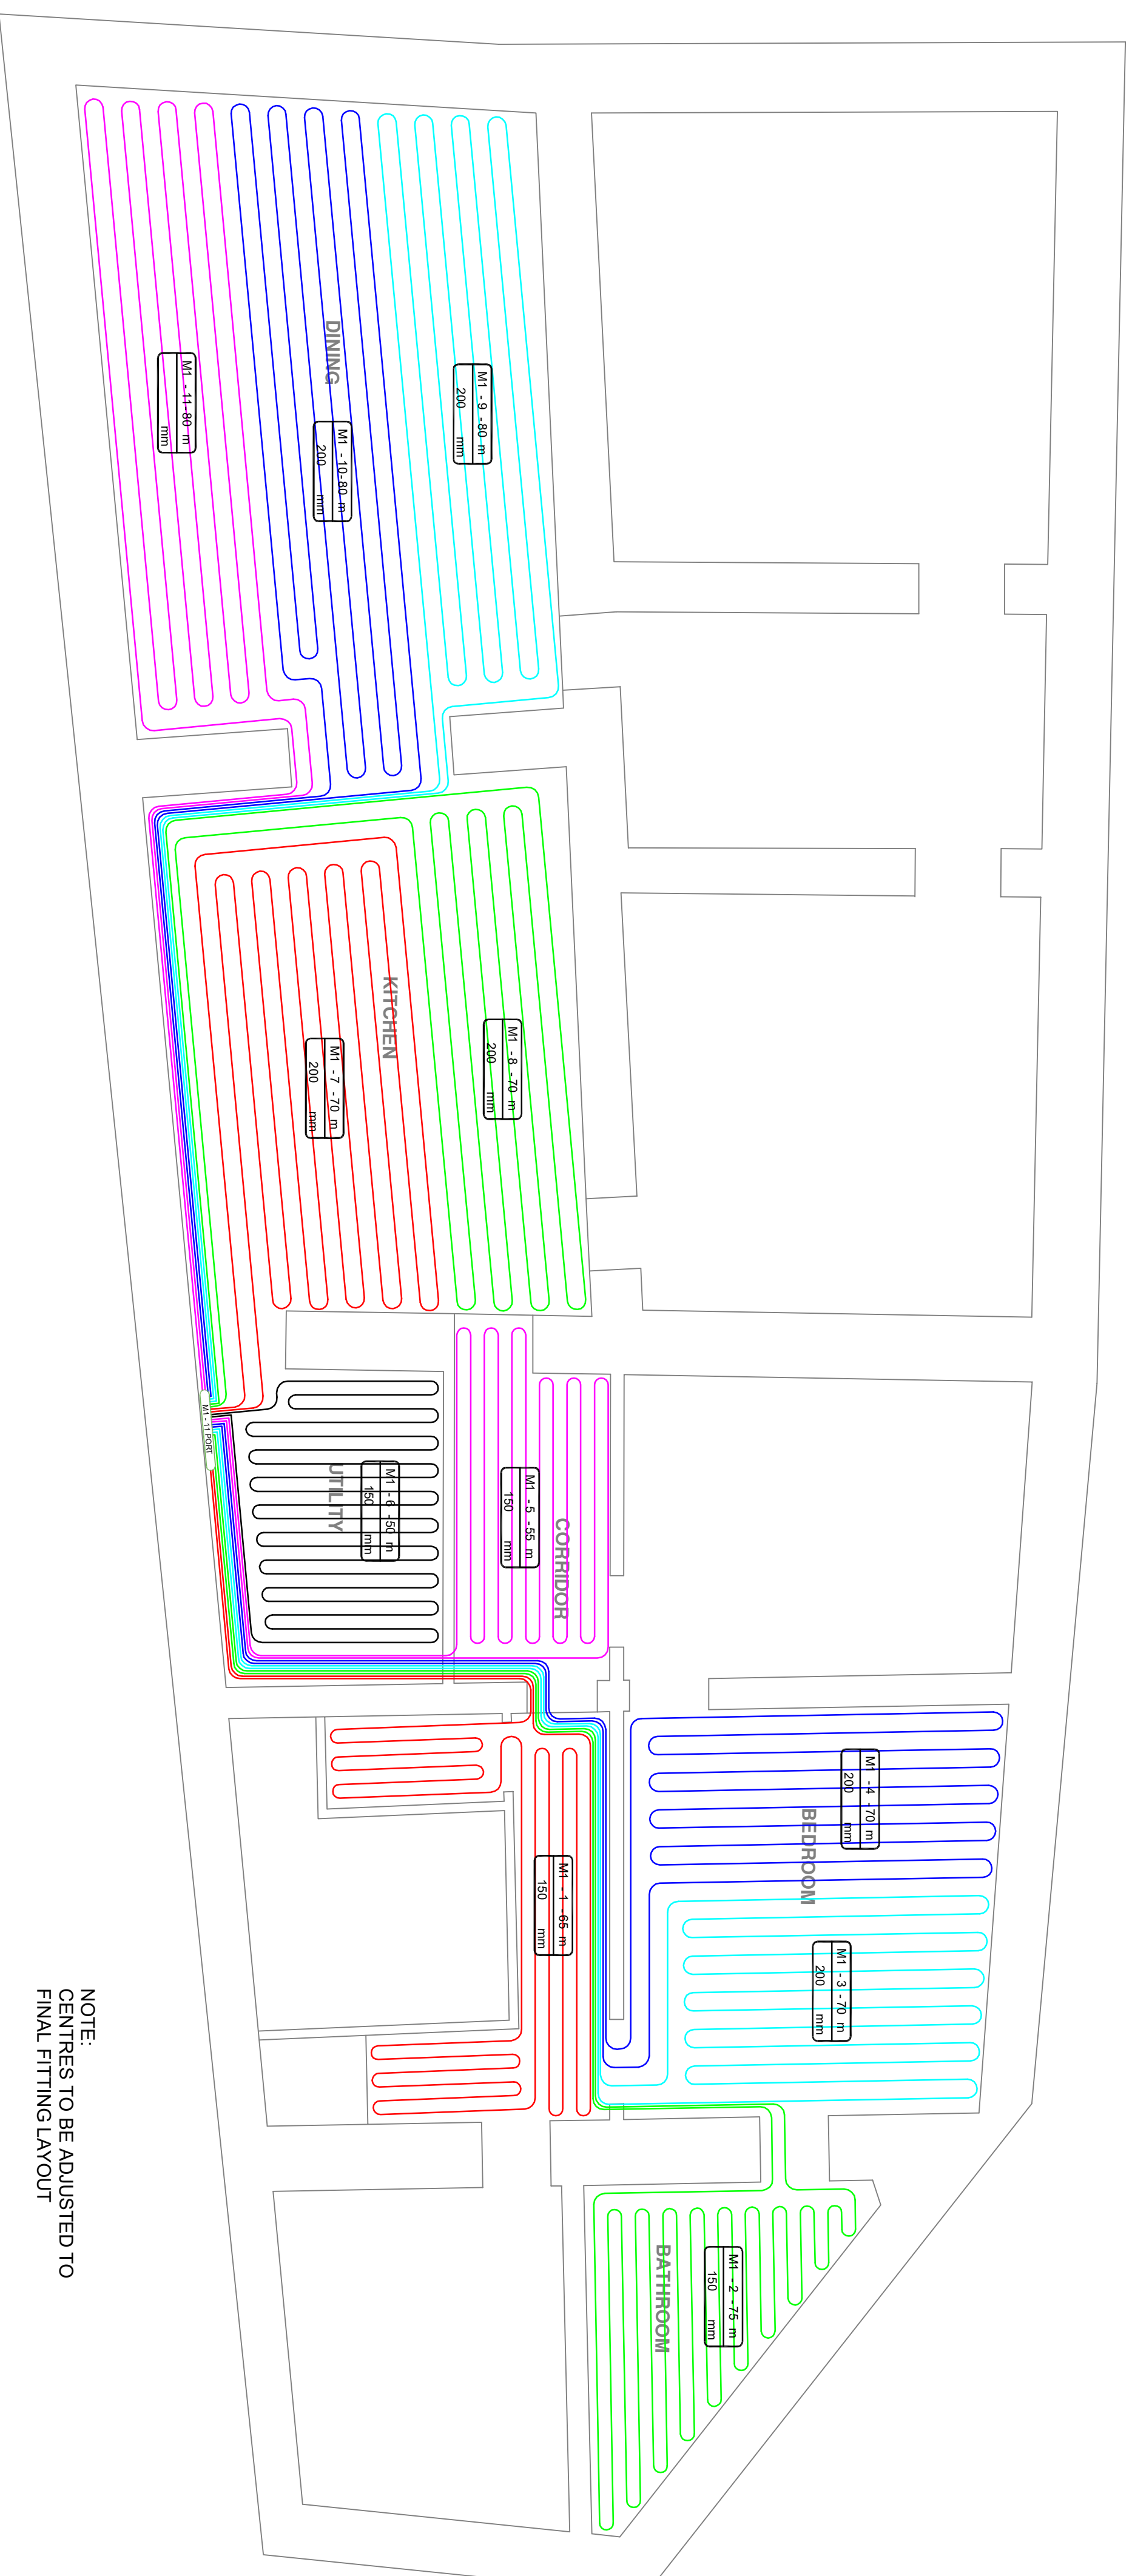 DINING
M1 - 9 -80 m
200 mm
M1 - 10-80 m
200 mm
M1 - 11-80 m
mm
KITCHEN
M1 - 8 -70 m
200 mm
M1 - 7 -70 m
200 mm
M1 - 11 PORT
UTILITY
M1 - 6 -50 m
150 mm
CORRIDOR
M1 - 5 -55 m
150 mm
BEDROOM
M1 - 4 -70 m
200 mm
M1 - 3 -70 m
200 mm
M1 - 1 -65 m
150 mm
BATHROOM
M1 - 2 -75 m
150 mm
NOTE:
CENTRES TO BE ADJUSTED TO
FINAL FITTING LAYOUT